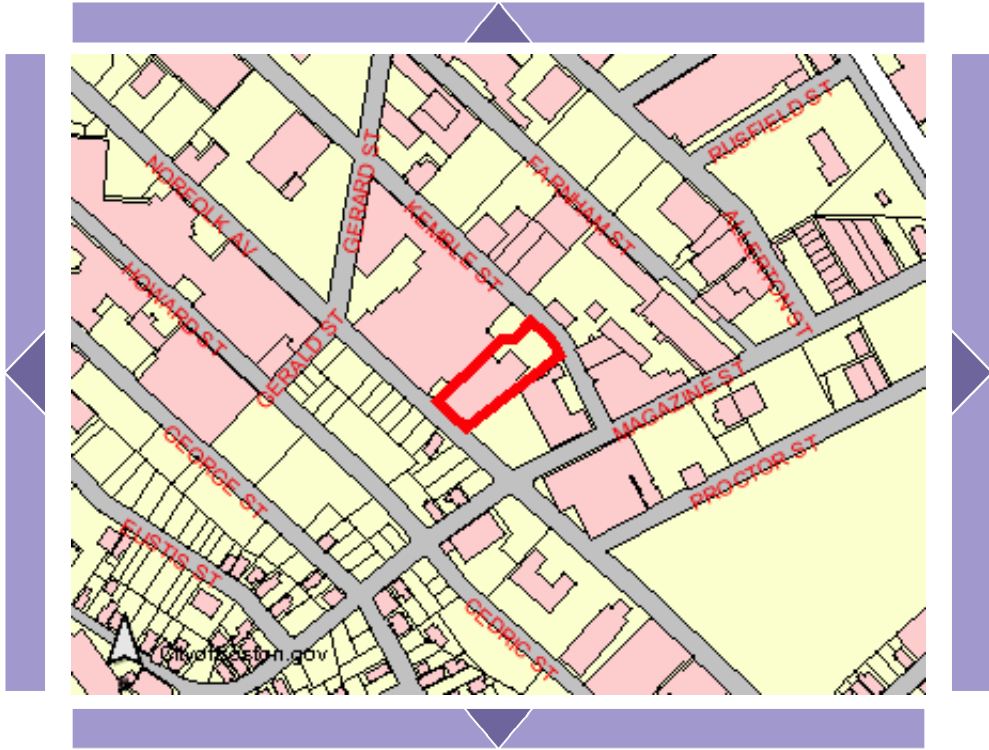 RUSFIELD ST
GERARD ST
NORFOLK AV
FARNHAM ST
KEMBLE ST
ALLERTON ST
HOWARD ST
GERALD ST
MAGAZINE ST
GEORGE ST
PROCTOR ST
EUSTIS ST
CEDRIC ST
CityofBoston.gov